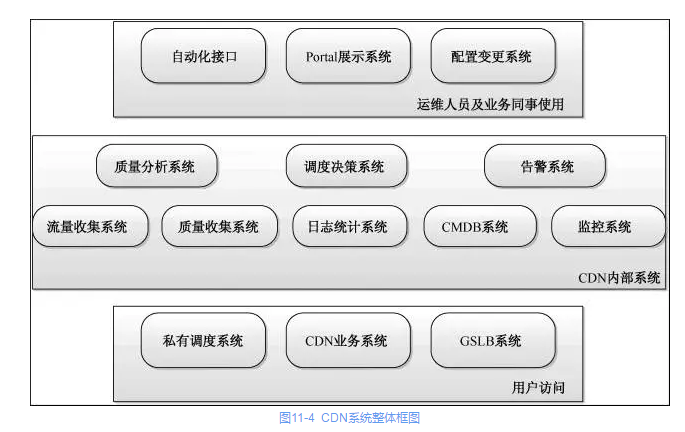 自动化接口
Portal展示系统
配置变更系统
运维人员及业务同事使用
质量分析系统
调度决策系统
告警系统
流量收集系统
质量收集系统
日志统计系统
CMDB系统
监控系统
CDN内部系统
私有调度系统
CDN业务系统
GSLB系统
用户访问
图11-4 CDN系统整体框图